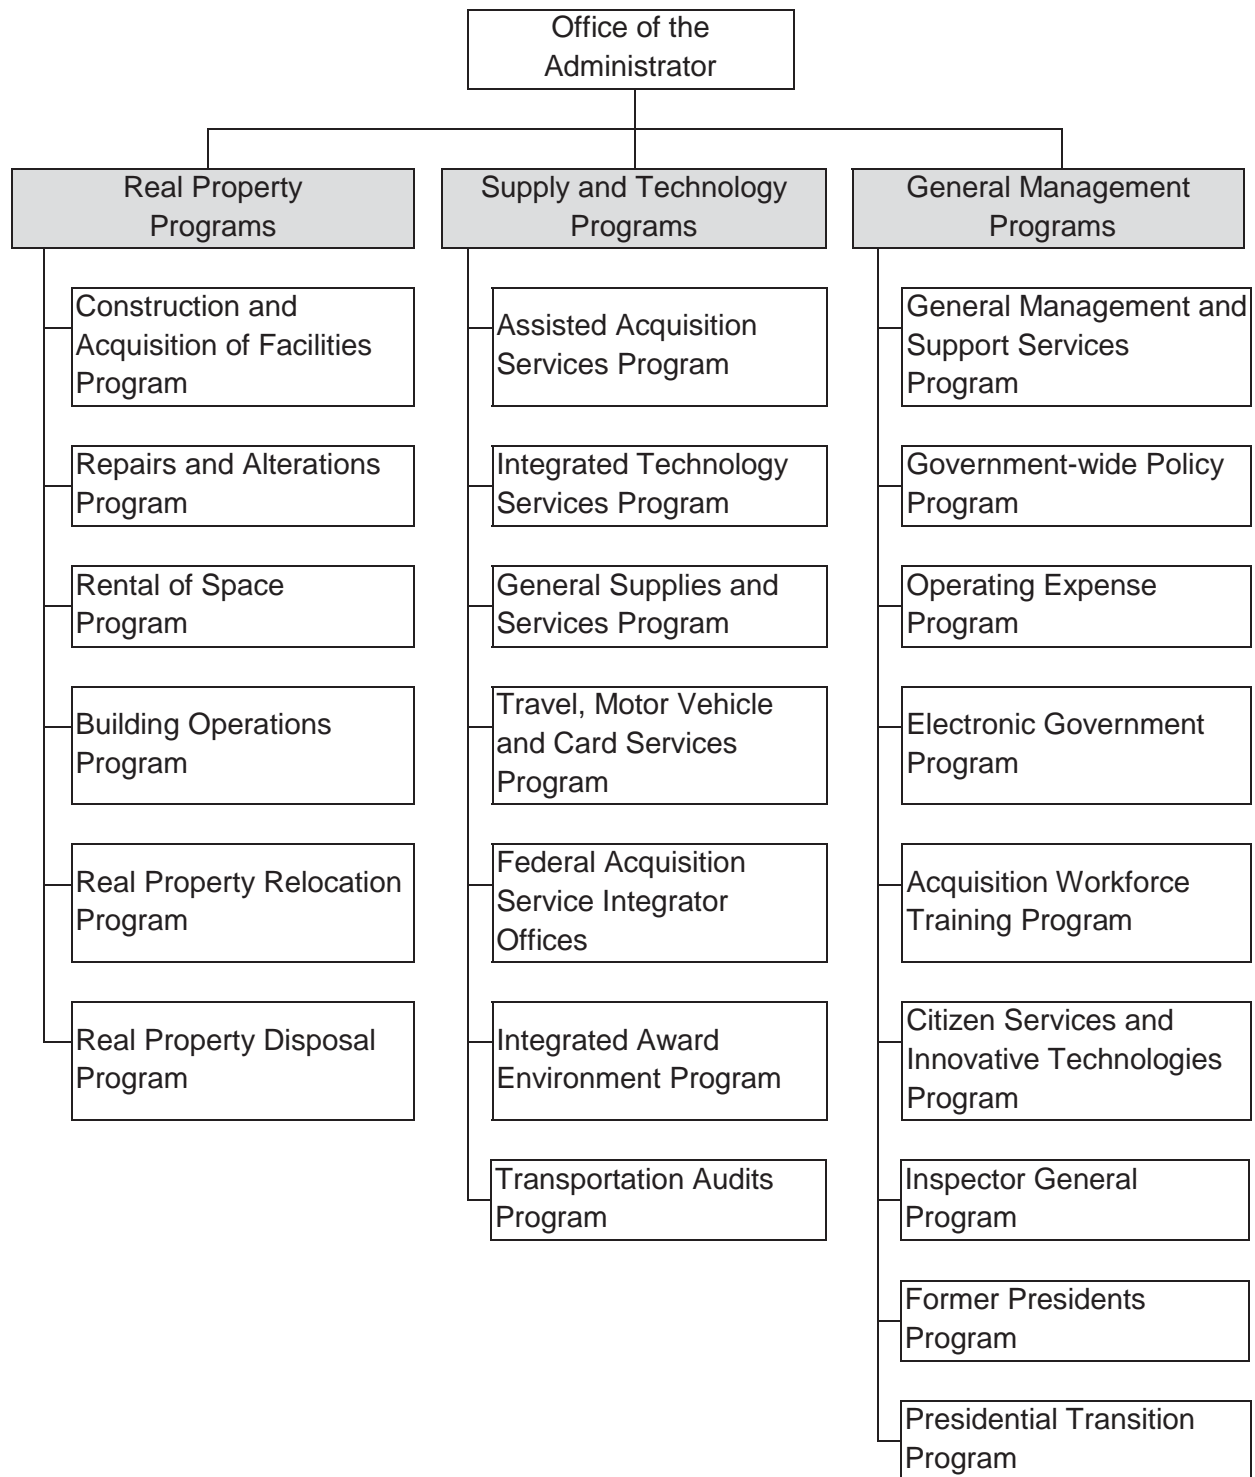 Office of the
Administrator
Real Property
Programs
Construction and
Acquisition of Facilities
Program
Repairs and Alterations
Program
Rental of Space
Program
Building Operations
Program
Real Property Relocation
Program
Real Property Disposal
Program
Supply and Technology
Programs
Assisted Acquisition
Services Program
Integrated Technology
Services Program
General Supplies and
Services Program
Travel, Motor Vehicle
and Card Services
Program
Federal Acquisition
Service Integrator
Offices
Integrated Award
Environment Program
Transportation Audits
Program
General Management
Programs
General Management and
Support Services
Program
Government-wide Policy
Program
Operating Expense
Program
Electronic Government
Program
Acquisition Workforce
Training Program
Citizen Services and
Innovative Technologies
Program
Inspector General
Program
Former Presidents
Program
Presidential Transition
Program